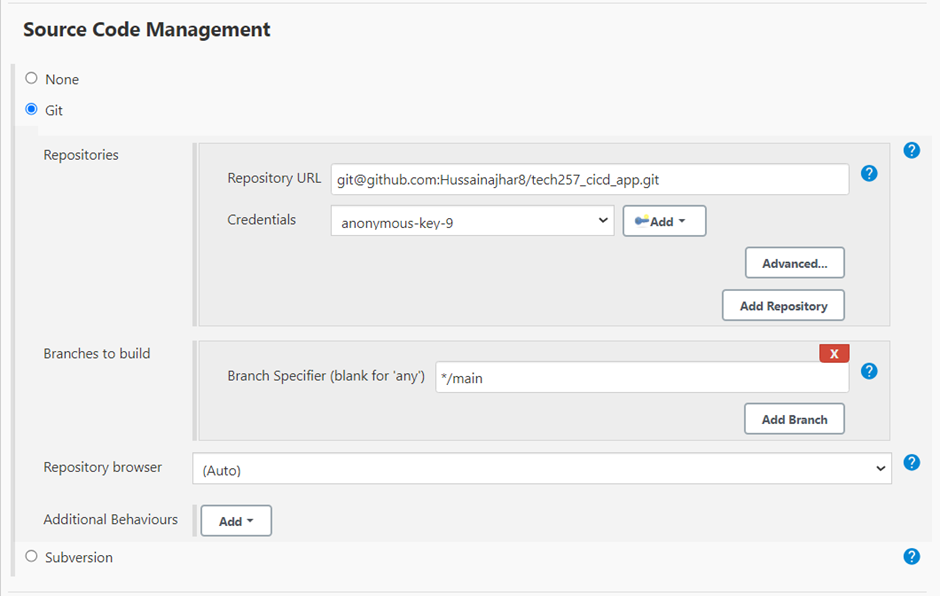 Source Code Management
None
Git
Repositories
?
Repository URL
git@github.com:Hussainajhar8/tech257_cicd_app.git
?
Credentials
anonymous-key-9
Add
Advanced...
Add Repository
Branches to build
X
Branch Specifier (blank for 'any')
*/main
?
Add Branch
Repository browser
(Auto)
?
Additional Behaviours
Add
Subversion
?